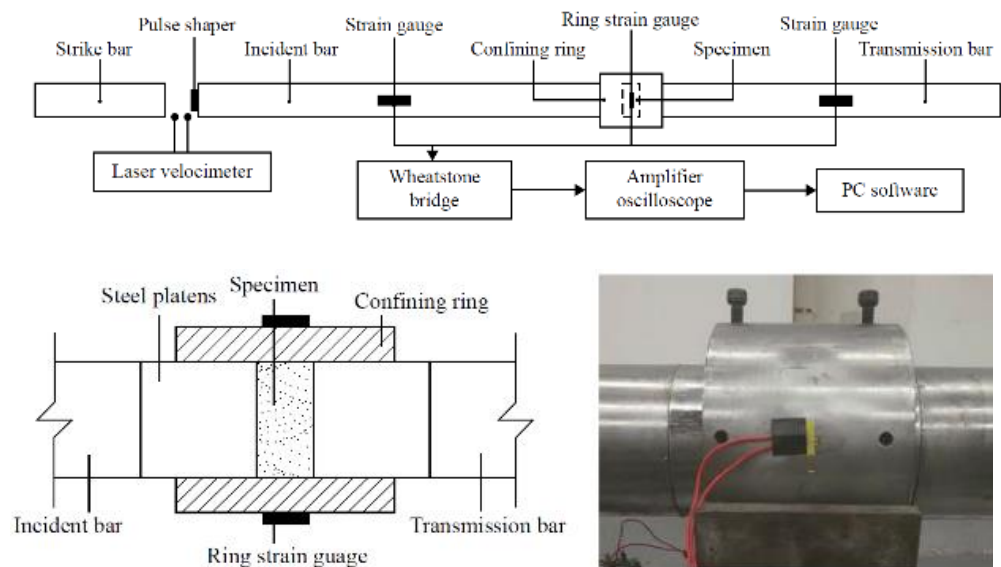 Pulse shaper
Strike bar
Incident bar
Strain gauge
Ring strain gauge
Confining ring
Specimen
Strain gauge
Transmission bar
Laser velocimeter
Wheatstone
bridge
Amplifier
oscilloscope
PC software
Steel platens
Specimen
Confining ring
Incident bar
Transmission bar
Ring strain guage